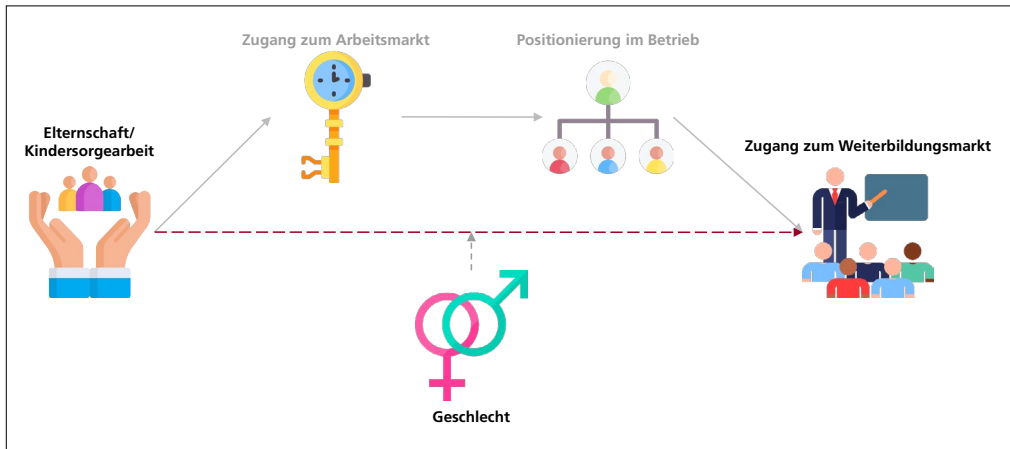 Zugang zum Arbeitsmarkt
Positionierung im Betrieb
Elternschaft/
Kindersorgearbeit
Zugang zum Weiterbildungsmarkt
Geschlecht